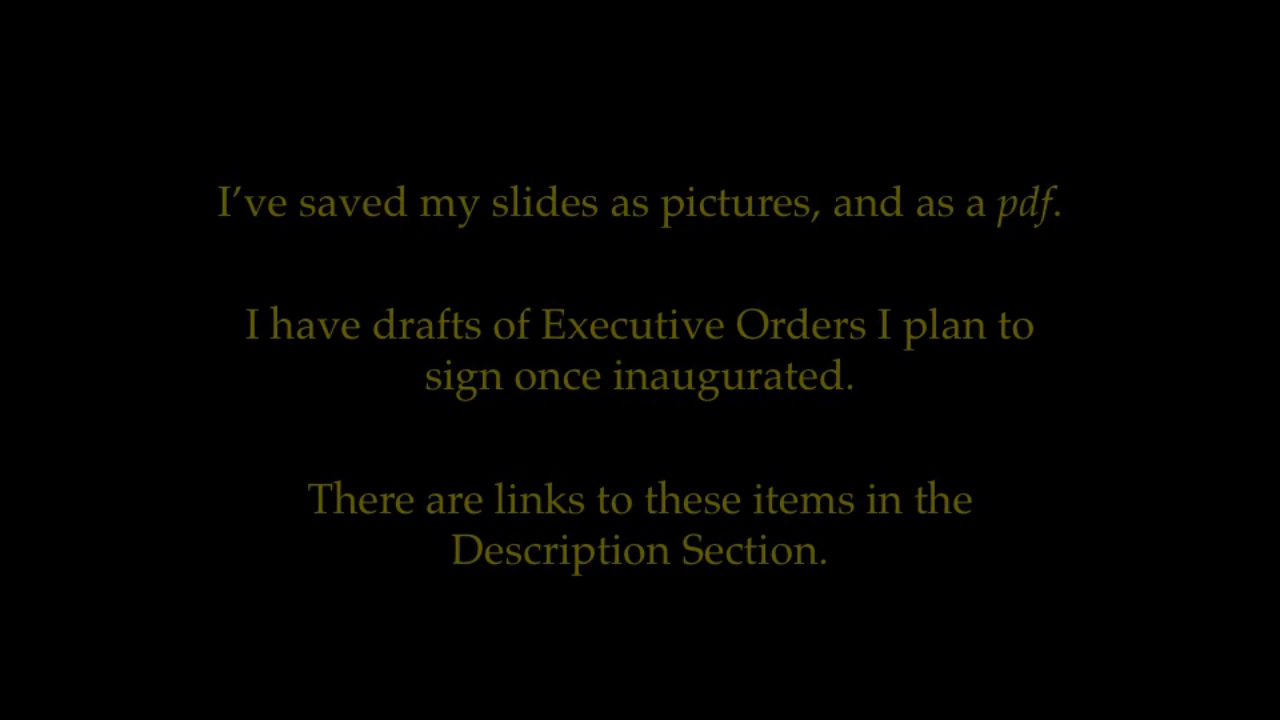 I’ve saved my slides as pictures, and as a pdf.
I have drafts of Executive Orders I plan to
sign once inaugurated.
There are links to these items in the
Description Section.